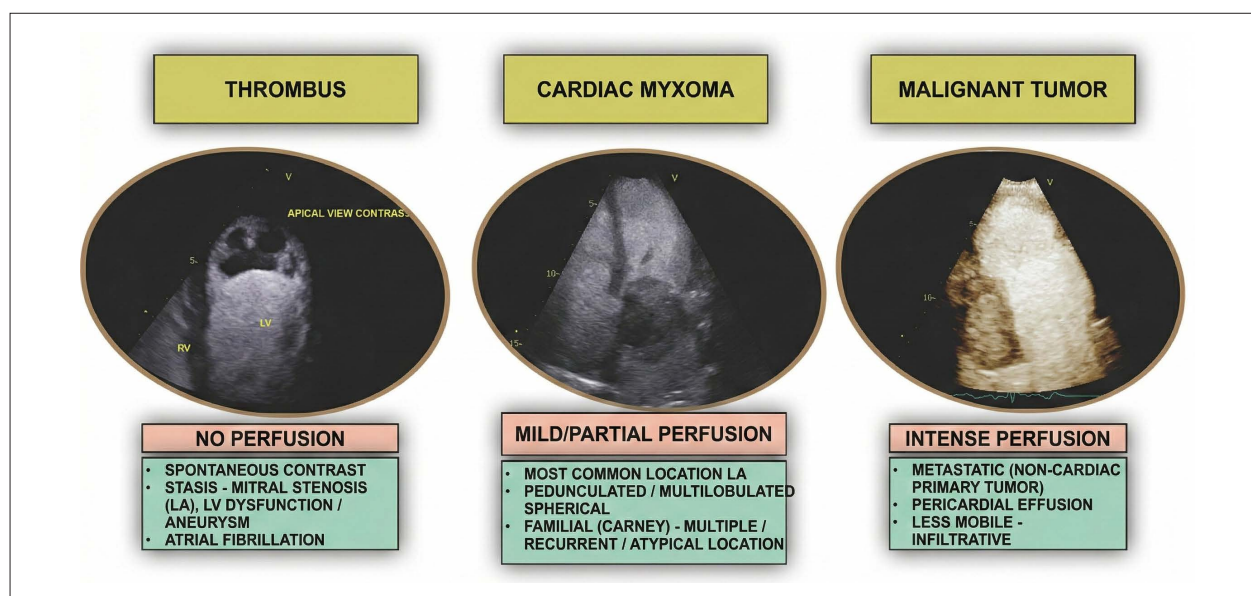 THROMBUS
CARDIAC MYXOMA
MALIGNANT TUMOR
V
APICAL VIEW CONTRAS
5
LV
RV
V
5
10
15
V
5
10
NO PERFUSION
• SPONTANEOUS CONTRAST
• STASIS - MITRAL STENOSIS
(LA), LV DYSFUNCTION /
ANEURYSM
• ATRIAL FIBRILLATION
MILD/PARTIAL PERFUSION
• MOST COMMON LOCATION LA
• PEDUNCULATED / MULTILOBULATED
SPHERICAL
• FAMILIAL (CARNEY) - MULTIPLE /
RECURRENT / ATYPICAL LOCATION
INTENSE PERFUSION
• METASTATIC (NON-CARDIAC
PRIMARY TUMOR)
• PERICARDIAL EFFUSION
• LESS MOBILE -
INFILTRATIVE